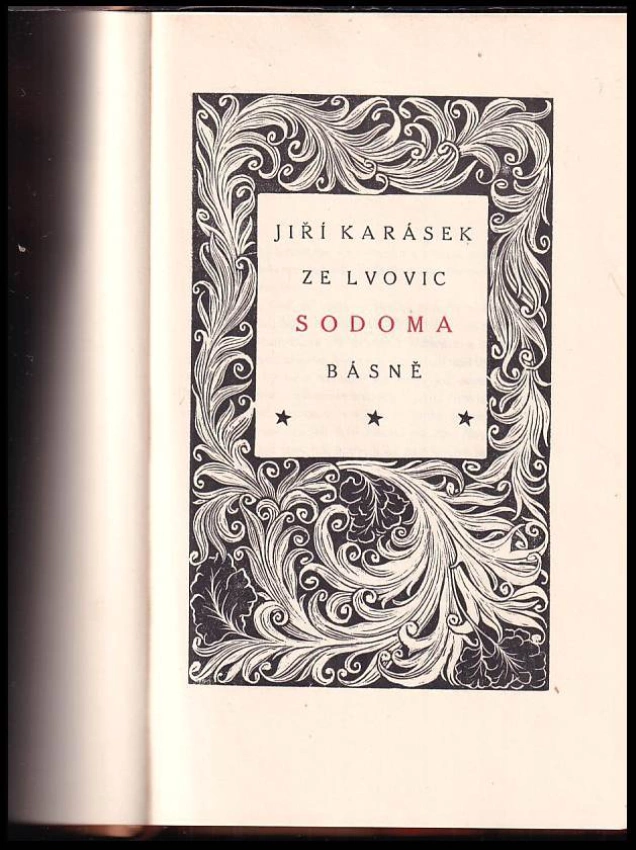 JIŘÍ KARÁSEK
ZE LVOVIC
SODOMA
BÁSNĚ